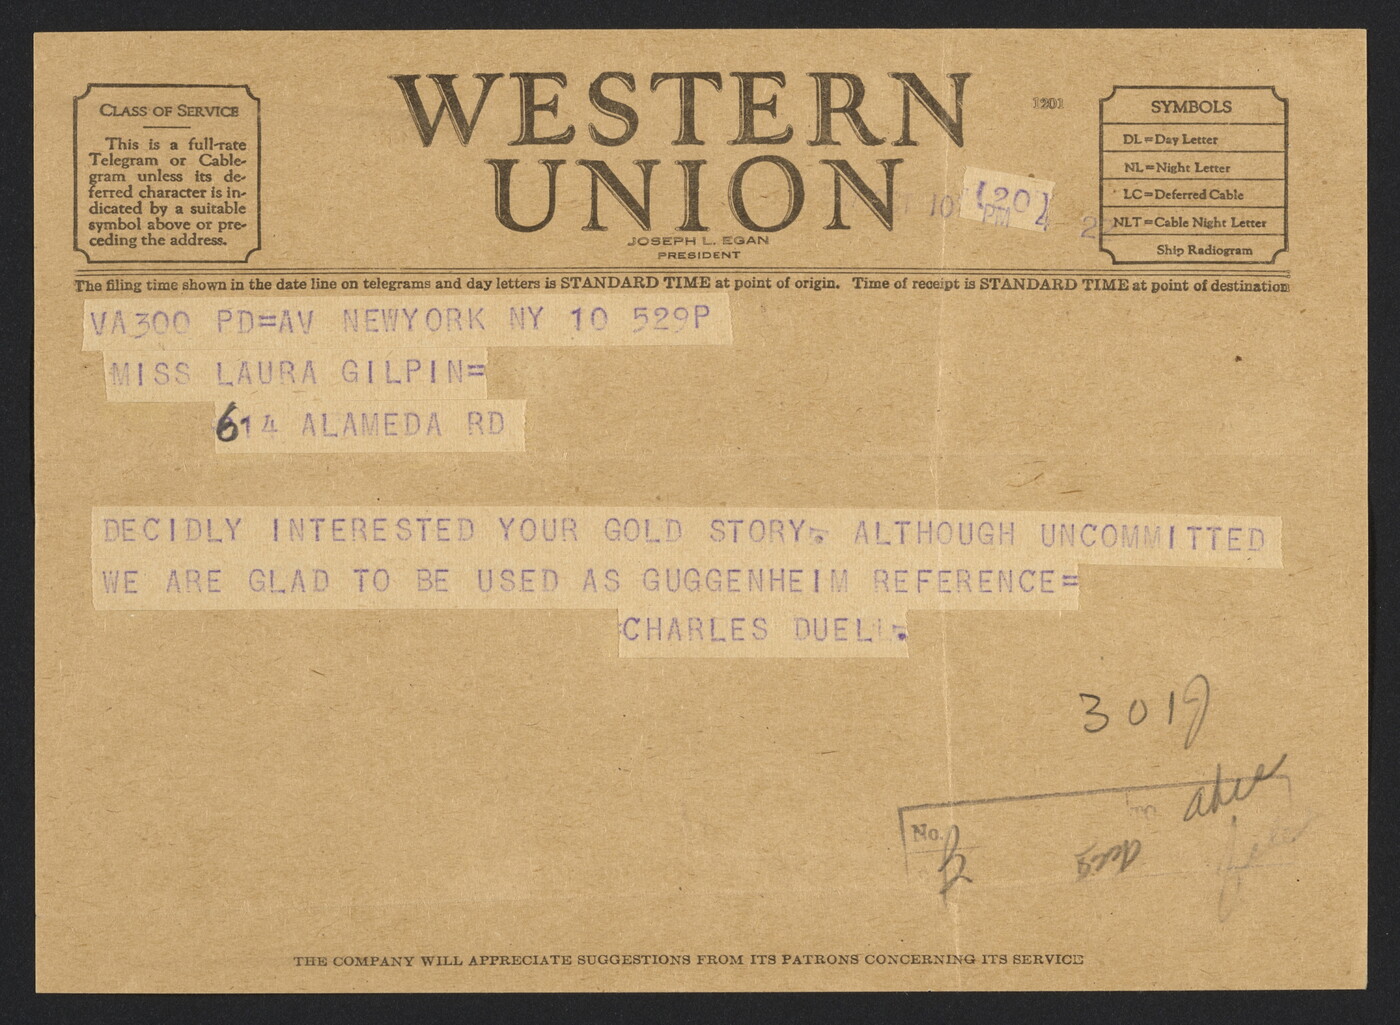 CLASS OF SERVICE
This is a full-rate
Telegram or Cable-
gram unless its de-
ferred character is in-
dicated by a suitable
symbol above or pre-
ceding the address.
WESTERN
UNION
1201
JOSEPH L. EGAN
PRESIDENT
(20)
10 PM 4 22
SYMBOLS
DL=Day Letter
NL=Night Letter
LC=Deferred Cable
NLT=Cable Night Letter
Ship Radiogram
The filing time shown in the date line on telegrams and day letters is STANDARD TIME at point of origin. Time of receipt is STANDARD TIME at point of destination
VA300 PD=AV NEWYORK NY 10 529P
MISS LAURA GILPIN=
614 ALAMEDA RD
DECIDLY INTERESTED YOUR GOLD STORY. ALTHOUGH UNCOMMITTED
WE ARE GLAD TO BE USED AS GUGGENHEIM REFERENCE=
CHARLES DUELL.
301J
No.
THE COMPANY WILL APPRECIATE SUGGESTIONS FROM ITS PATRONS CONCERNING ITS SERVICE